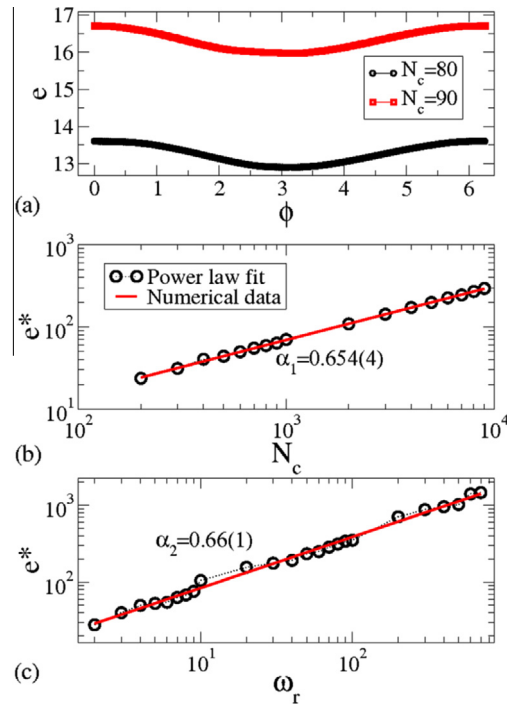 17
16
e
15
14
13
N_c=80
N_c=90
0 1 2 3 4 5 6
(a)
ϕ
10^3
e*
10^2
10^1
Power law fit
Numerical data
α_1=0.654(4)
10^2 10^3 10^4
(b)
N_c
10^3
e*
10^2
α_2=0.66(1)
10^1 10^2
(c)
ω_r